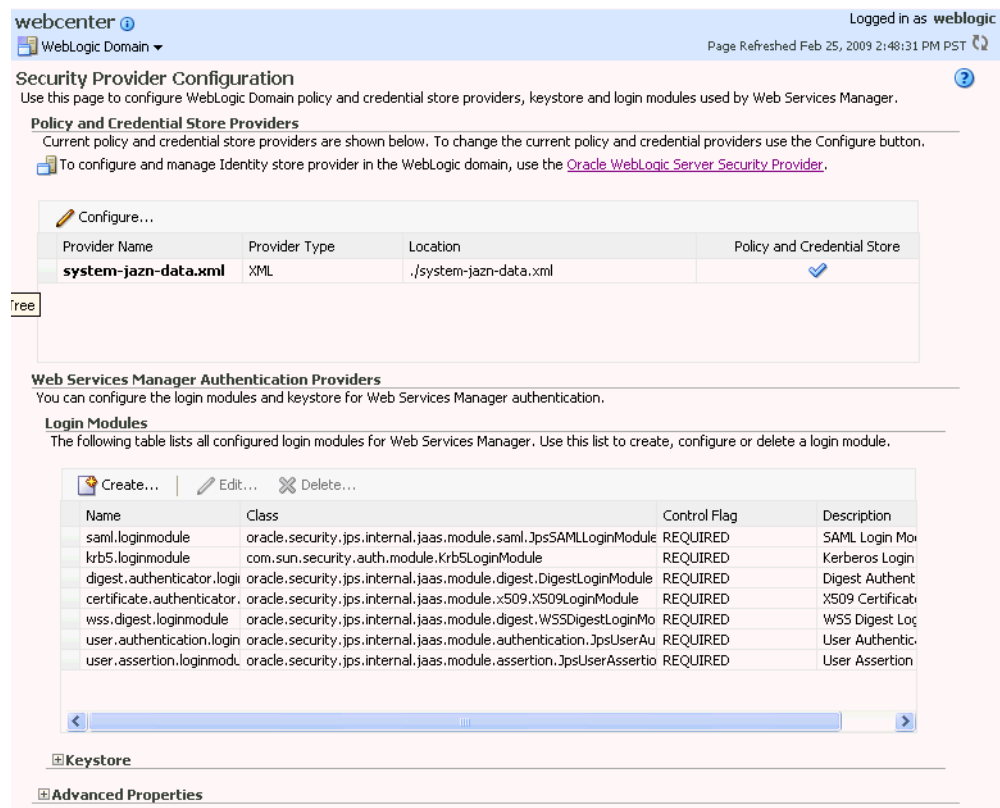 webcenter
Logged in as weblogic
WebLogic Domain
Page Refreshed Feb 25, 2009 2:48:31 PM PST
Security Provider Configuration
Use this page to configure WebLogic Domain policy and credential store providers, keystore and login modules used by Web Services Manager.
Policy and Credential Store Providers
Current policy and credential store providers are shown below. To change the current policy and credential providers use the Configure button.
To configure and manage Identity store provider in the WebLogic domain, use the Oracle WebLogic Server Security Provider.
Configure...
Provider Name Provider Type Location Policy and Credential Store
system-jazn-data.xml XML ./system-jazn-data.xml
Tree
Web Services Manager Authentication Providers
You can configure the login modules and keystore for Web Services Manager authentication.
Login Modules
The following table lists all configured login modules for Web Services Manager. Use this list to create, configure or delete a login module.
Create... Edit... Delete...
Name Class Control Flag Description
saml.loginmodule oracle.security.jps.internal.jaas.module.saml.JpsSAMLLoginModule REQUIRED SAML Login Mo
krb5.loginmodule com.sun.security.auth.module.Krb5LoginModule REQUIRED Kerberos Login
digest.authenticator.logi oracle.security.jps.internal.jaas.module.digest.DigestLoginModule REQUIRED Digest Authent
certificate.authenticator. oracle.security.jps.internal.jaas.module.x509.X509LoginModule REQUIRED X509 Certificat
wss.digest.loginmodule oracle.security.jps.internal.jaas.module.digest.WSSDigestLoginMo REQUIRED WSS Digest Log
user.authentication.login oracle.security.jps.internal.jaas.module.authentication.JpsUserAu REQUIRED User Authentic
user.assertion.loginmodu oracle.security.jps.internal.jaas.module.assertion.JpsUserAssertio REQUIRED User Assertion
Keystore
Advanced Properties